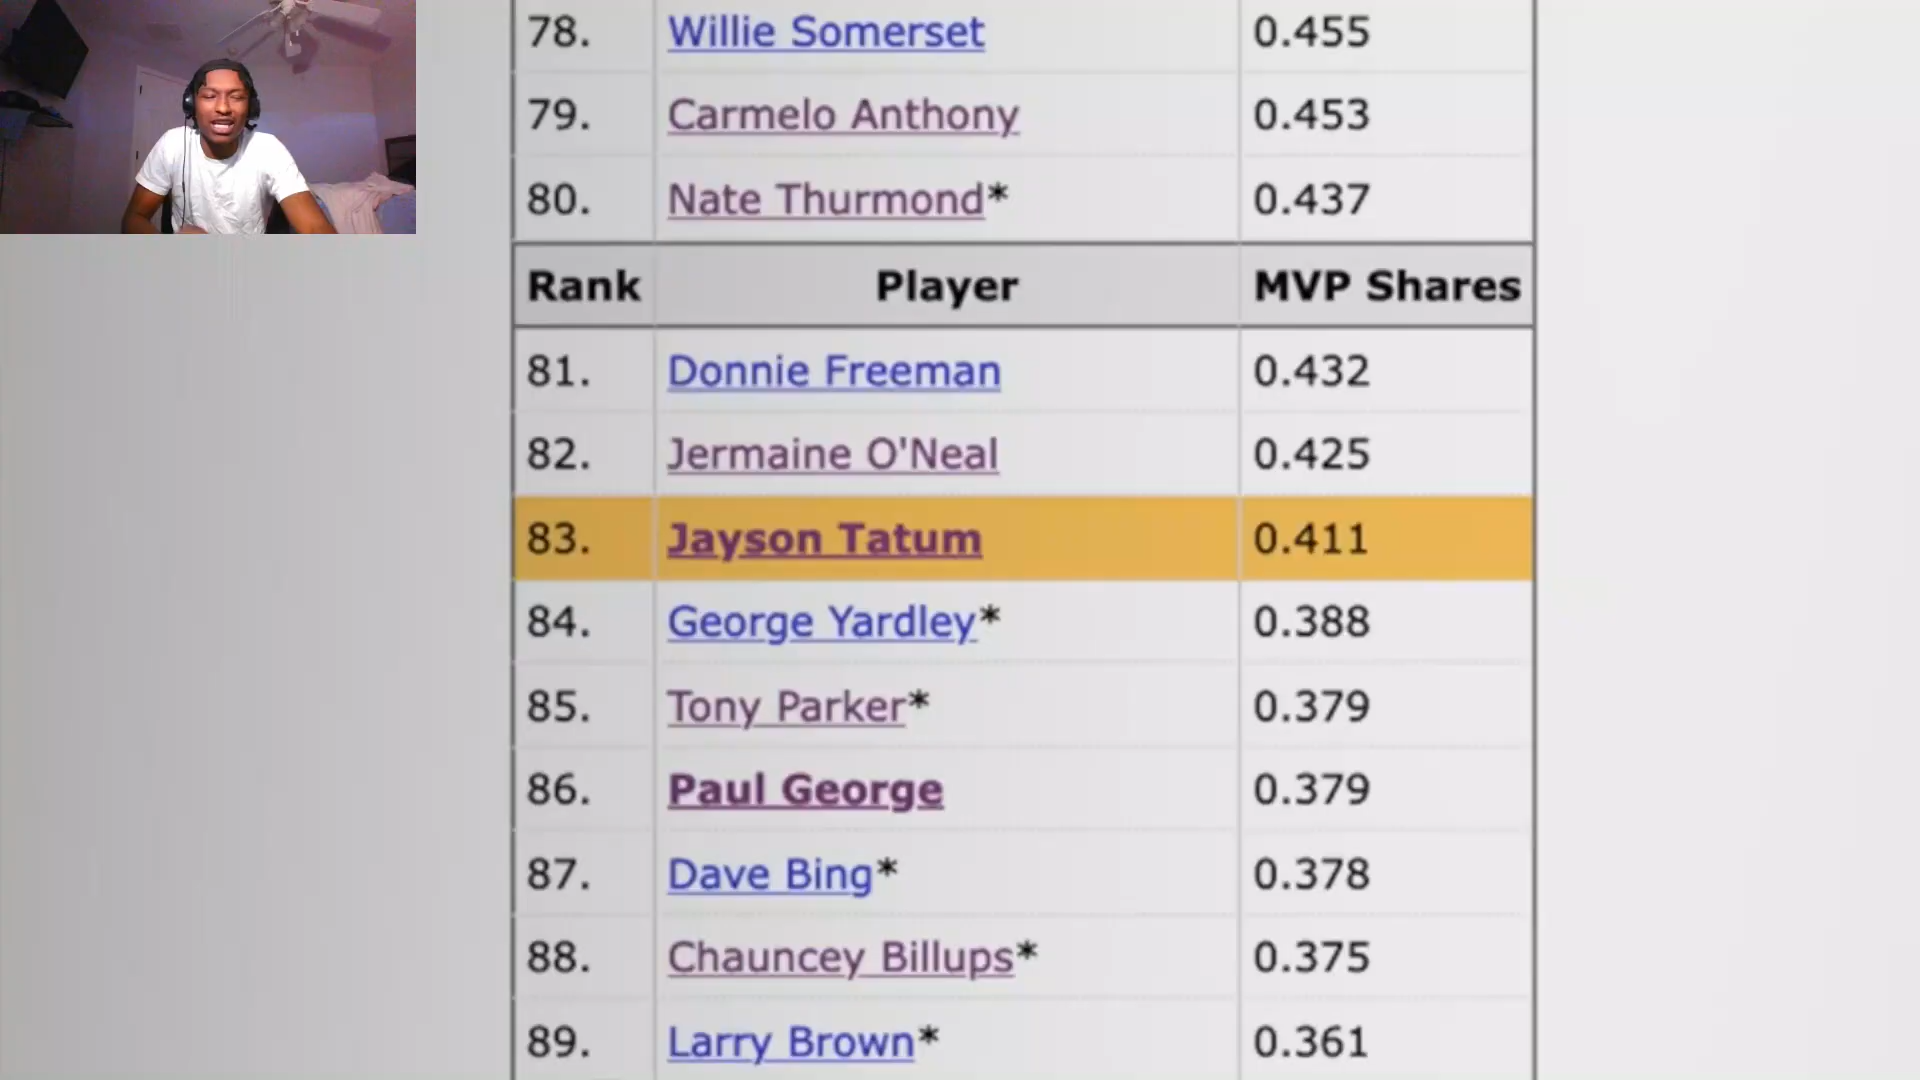 78. Willie Somerset 0.455
79. Carmelo Anthony 0.453
80. Nate Thurmond* 0.437
Rank Player MVP Shares
81. Donnie Freeman 0.432
82. Jermaine O'Neal 0.425
83. Jayson Tatum 0.411
84. George Yardley* 0.388
85. Tony Parker* 0.379
86. Paul George 0.379
87. Dave Bing* 0.378
88. Chauncey Billups* 0.375
89. Larry Brown* 0.361